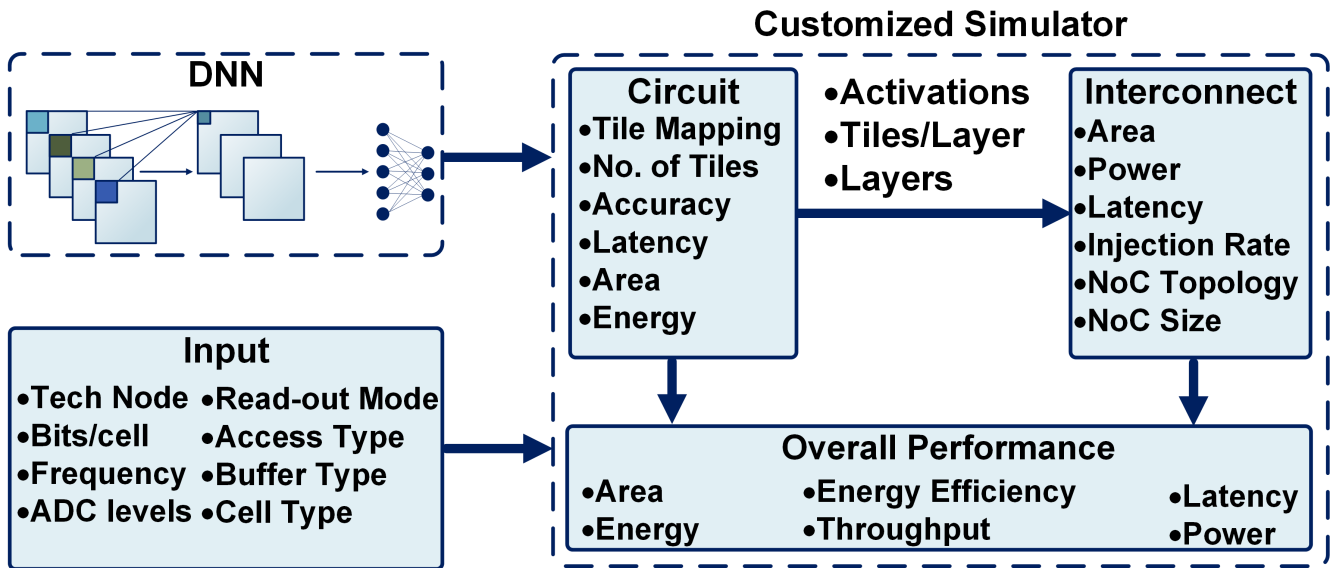 Customized Simulator
DNN
Circuit
•Tile Mapping
•No. of Tiles
•Accuracy
•Latency
•Area
•Energy
•Activations
•Tiles/Layer
•Layers
Interconnect
•Area
•Power
•Latency
•Injection Rate
•NoC Topology
•NoC Size
Input
•Tech Node
•Bits/cell
•Frequency
•ADC levels
•Read-out Mode
•Access Type
•Buffer Type
•Cell Type
Overall Performance
•Area
•Energy
•Energy Efficiency
•Throughput
•Latency
•Power